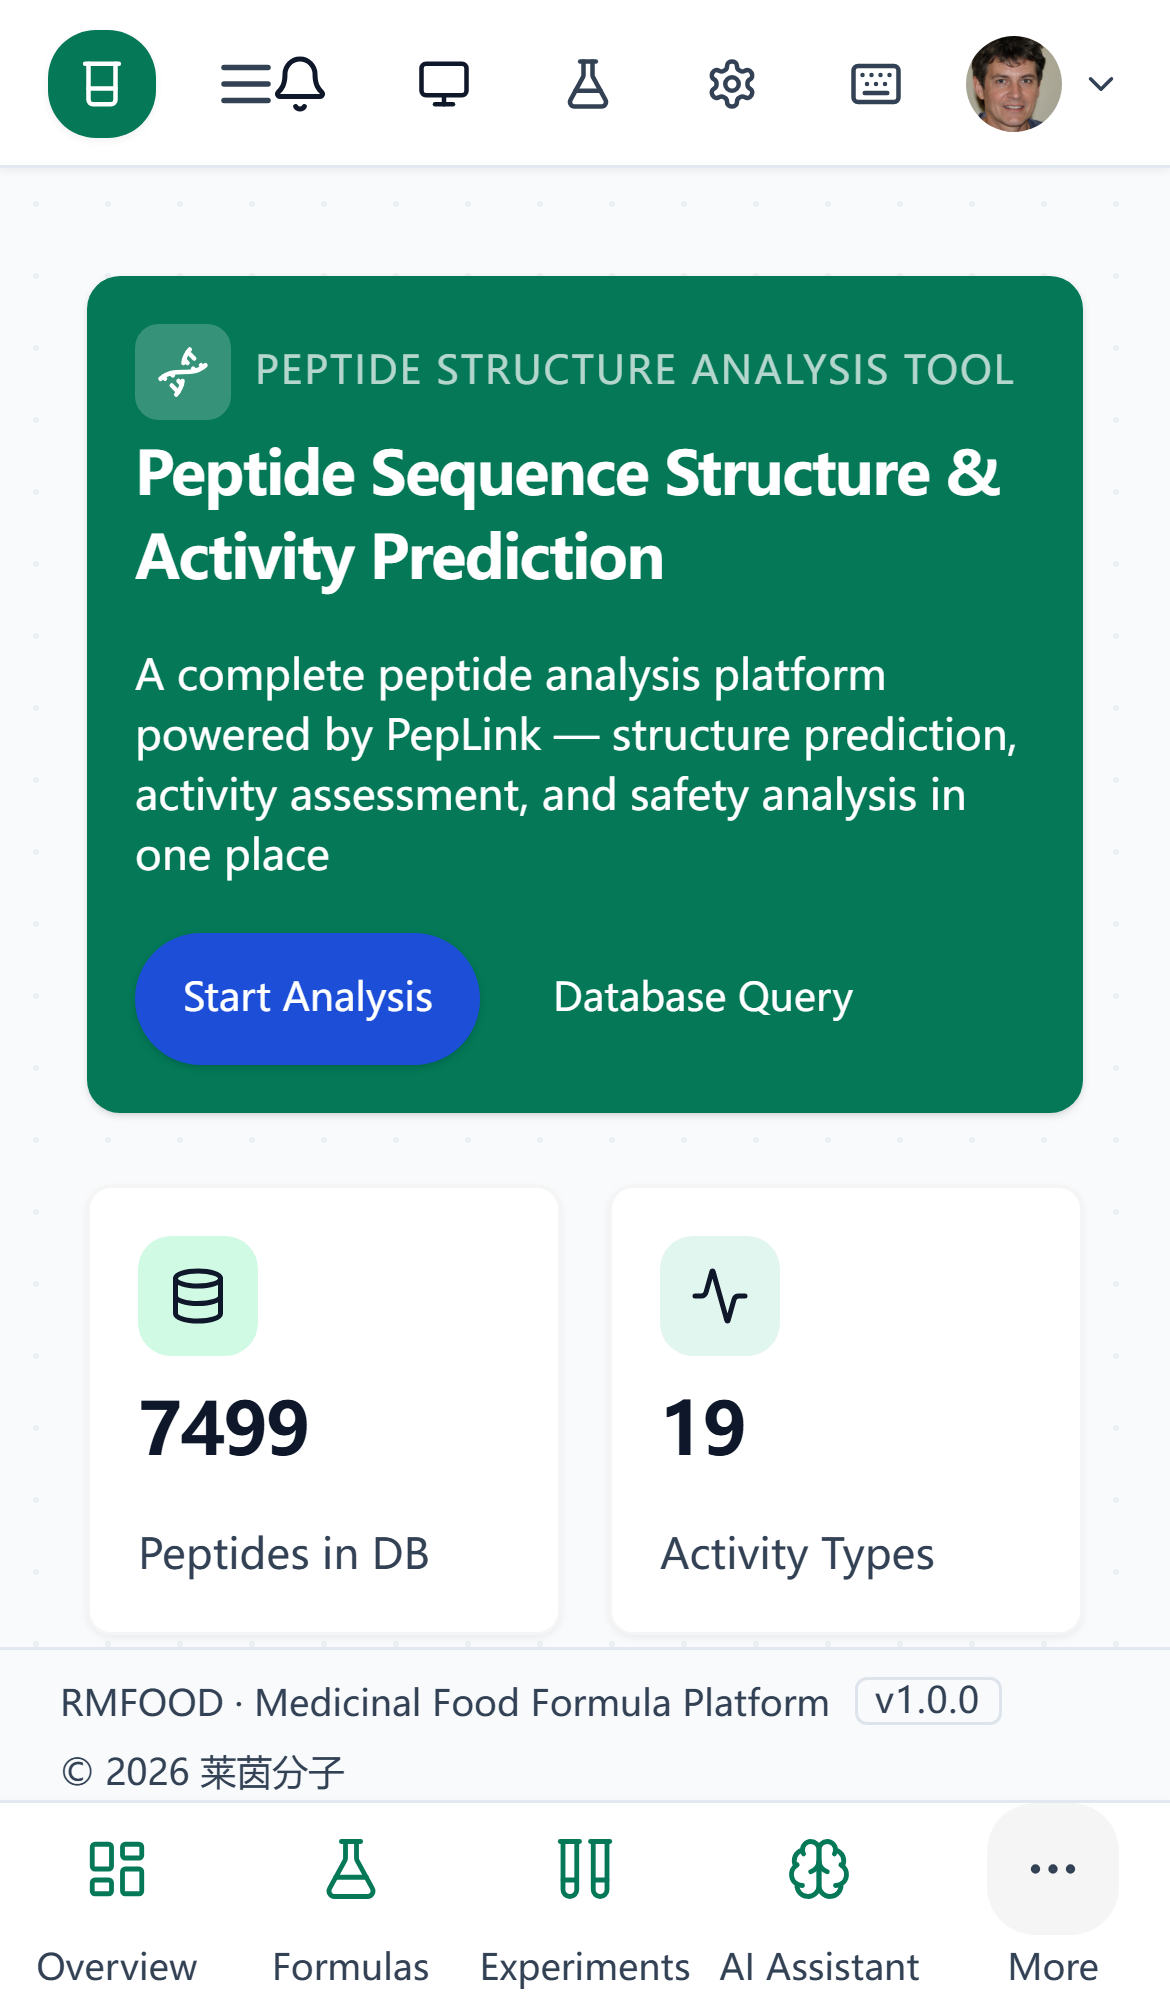 PEPTIDE STRUCTURE ANALYSIS TOOL
Peptide Sequence Structure &
Activity Prediction
A complete peptide analysis platform
powered by PepLink — structure prediction,
activity assessment, and safety analysis in
one place
Start Analysis
Database Query
7499
Peptides in DB
19
Activity Types
RMFOOD · Medicinal Food Formula Platform v1.0.0
© 2026 莱茵分子
Overview
Formulas
Experiments
AI Assistant
More